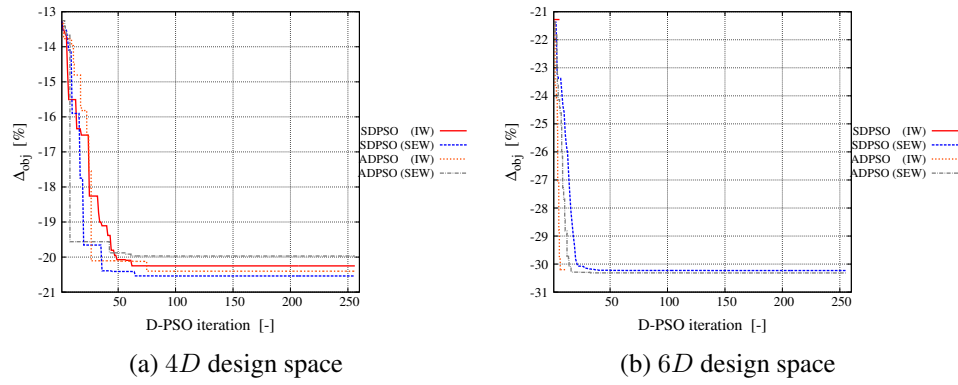 -13
-14
-15
-16
-17
-18
-19
-20
-21
Δobj [%]
50
100
150
200
250
D-PSO iteration [-]
SDPSO (IW)
SDPSO (SEW)
ADPSO (IW)
ADPSO (SEW)
(a) 4D design space
-21
-22
-23
-24
-25
-26
-27
-28
-29
-30
-31
Δobj [%]
50
100
150
200
250
D-PSO iteration [-]
SDPSO (IW)
SDPSO (SEW)
ADPSO (IW)
ADPSO (SEW)
(b) 6D design space